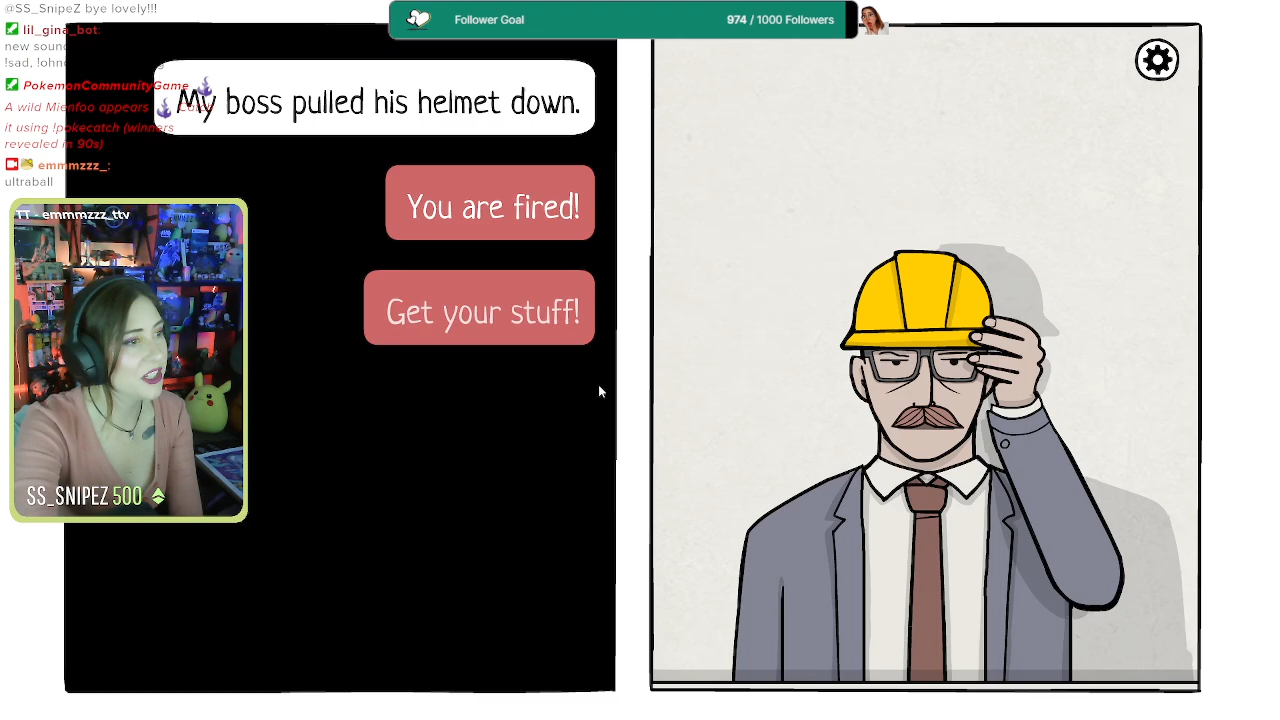 @SS_SnipeZ bye lovely!!!
lil_gina_bot:
new soun
!sad, !ohn
PokemonCommunityGame
A wild Mienfoo appears Catch
it using !pokecatch (winners
revealed in 90s)
emmmzzz_:
ultraball
Follower Goal 974 / 1000 Followers
My boss pulled his helmet down.
You are fired!
Get your stuff!
TT - emmmzzz_ttv
SS_SNIPEZ 500